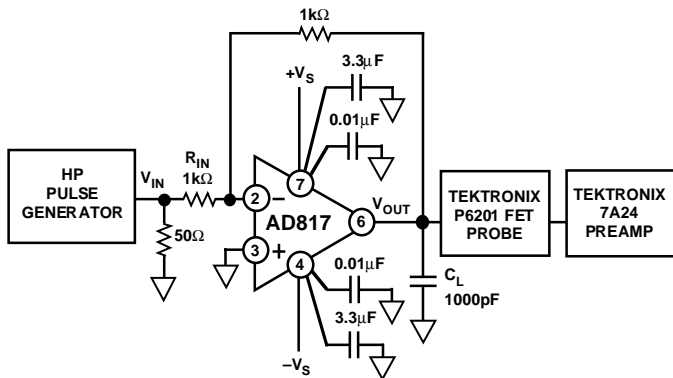 1kΩ
3.3μF
+VS
0.01μF
HP
PULSE
GENERATOR
VIN
RIN
1kΩ
50Ω
2
–
7
AD817
3
+
4
6
VOUT
TEKTRONIX
P6201 FET
PROBE
TEKTRONIX
7A24
PREAMP
0.01μF
CL
1000pF
3.3μF
–VS